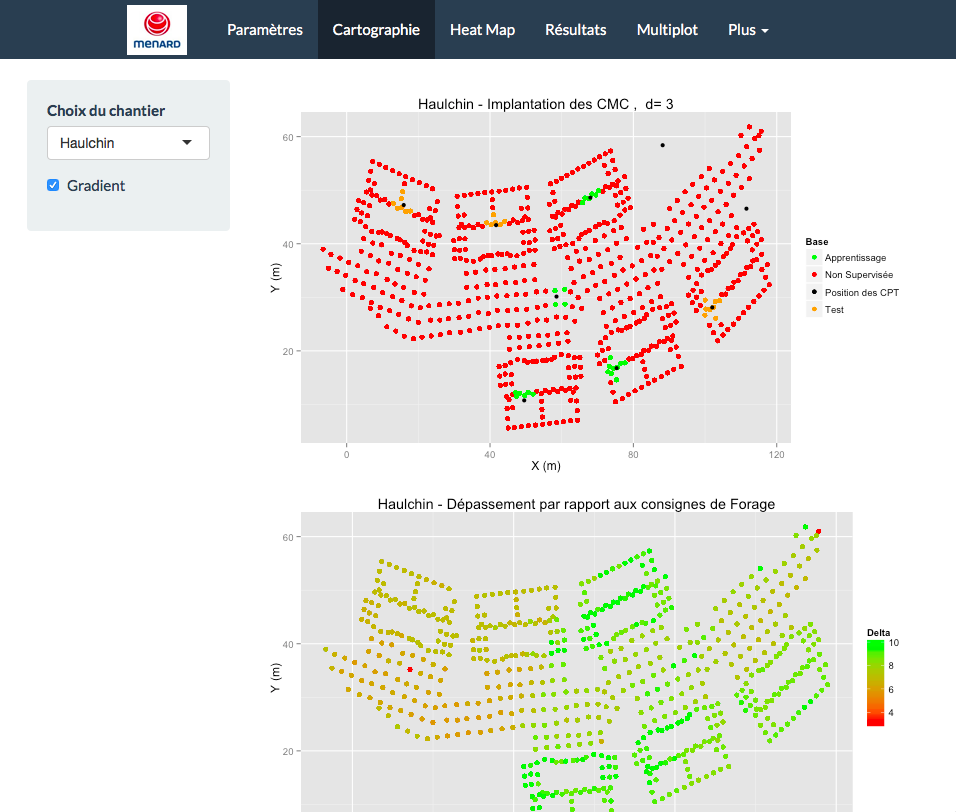 MENARD
Paramètres
Cartographie
Heat Map
Résultats
Multiplot
Plus
Choix du chantier
Haulchin
Gradient
Haulchin - Implantation des CMC , d= 3
60
40
20
Y (m)
0
40
80
120
X (m)
Base
Apprentissage
Non Supervisée
Position des CPT
Test
Haulchin - Dépassement par rapport aux consignes de Forage
60
40
20
Y (m)
Delta
10
8
6
4